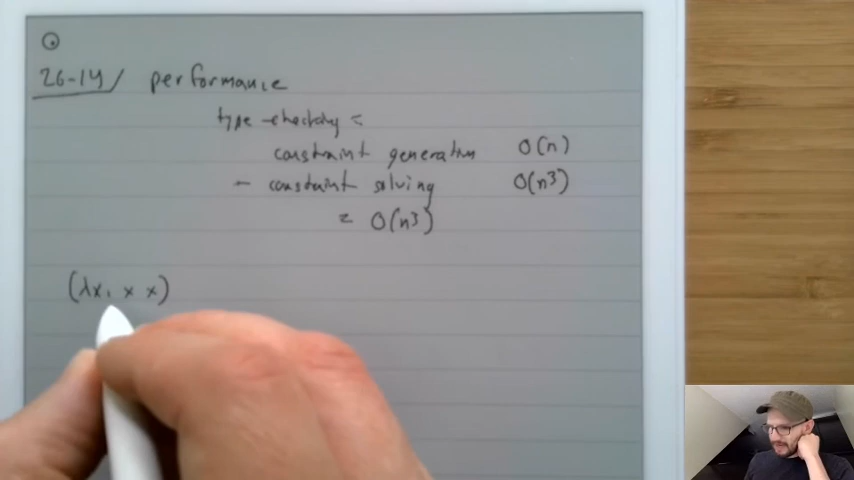 26-14/ performance
type-checking =
constraint generation O(n)
- constraint solving O(n3)
= O(n3)
(λx. x x)